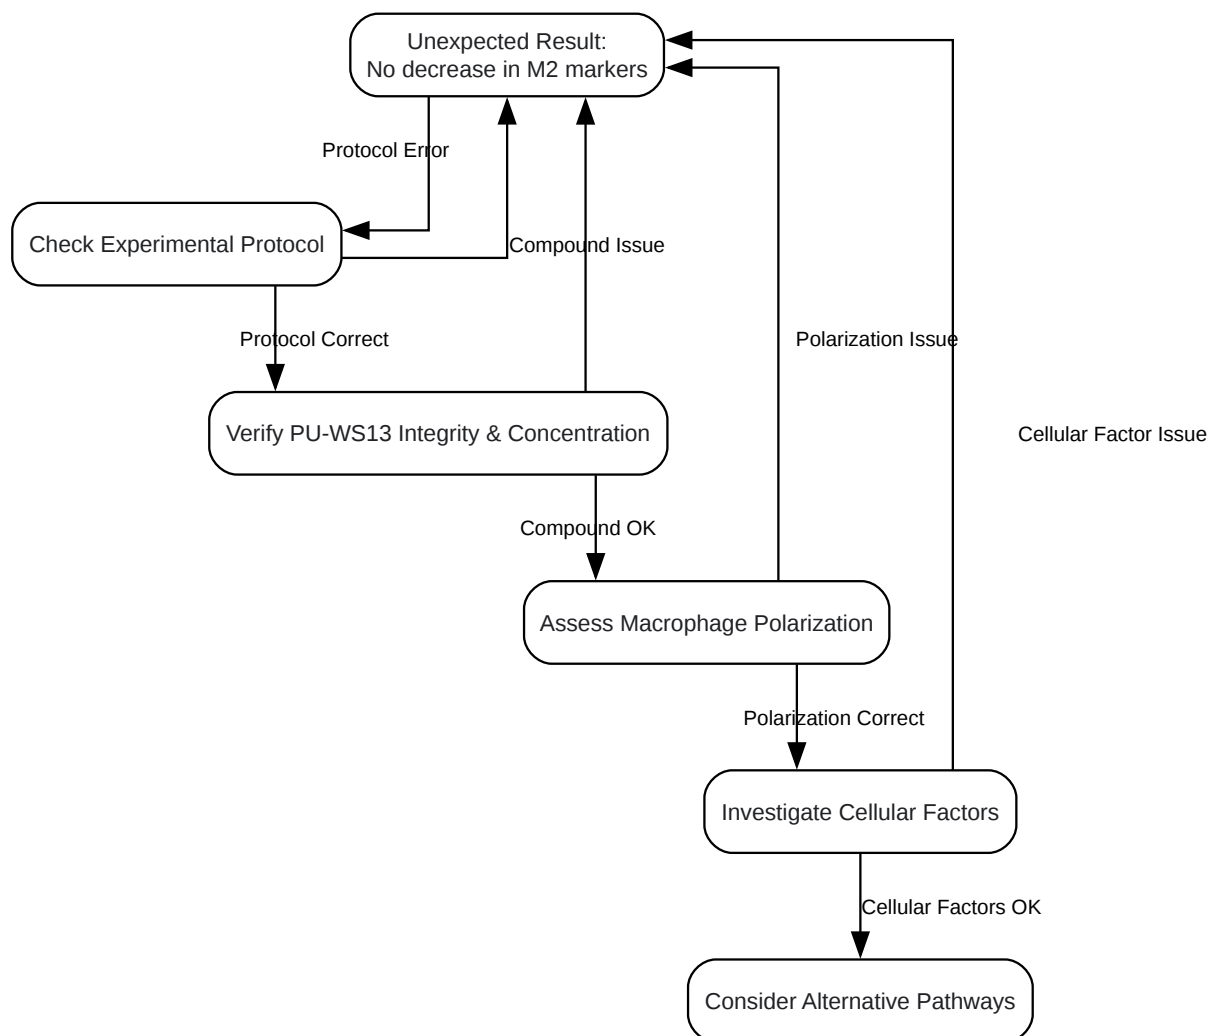 Unexpected Result:
No decrease in M2 markers
Protocol Error
Check Experimental Protocol
Compound Issue
Protocol Correct
Polarization Issue
Verify PU-WS13 Integrity & Concentration
Cellular Factor Issue
Compound OK
Assess Macrophage Polarization
Polarization Correct
Investigate Cellular Factors
Cellular Factors OK
Consider Alternative Pathways